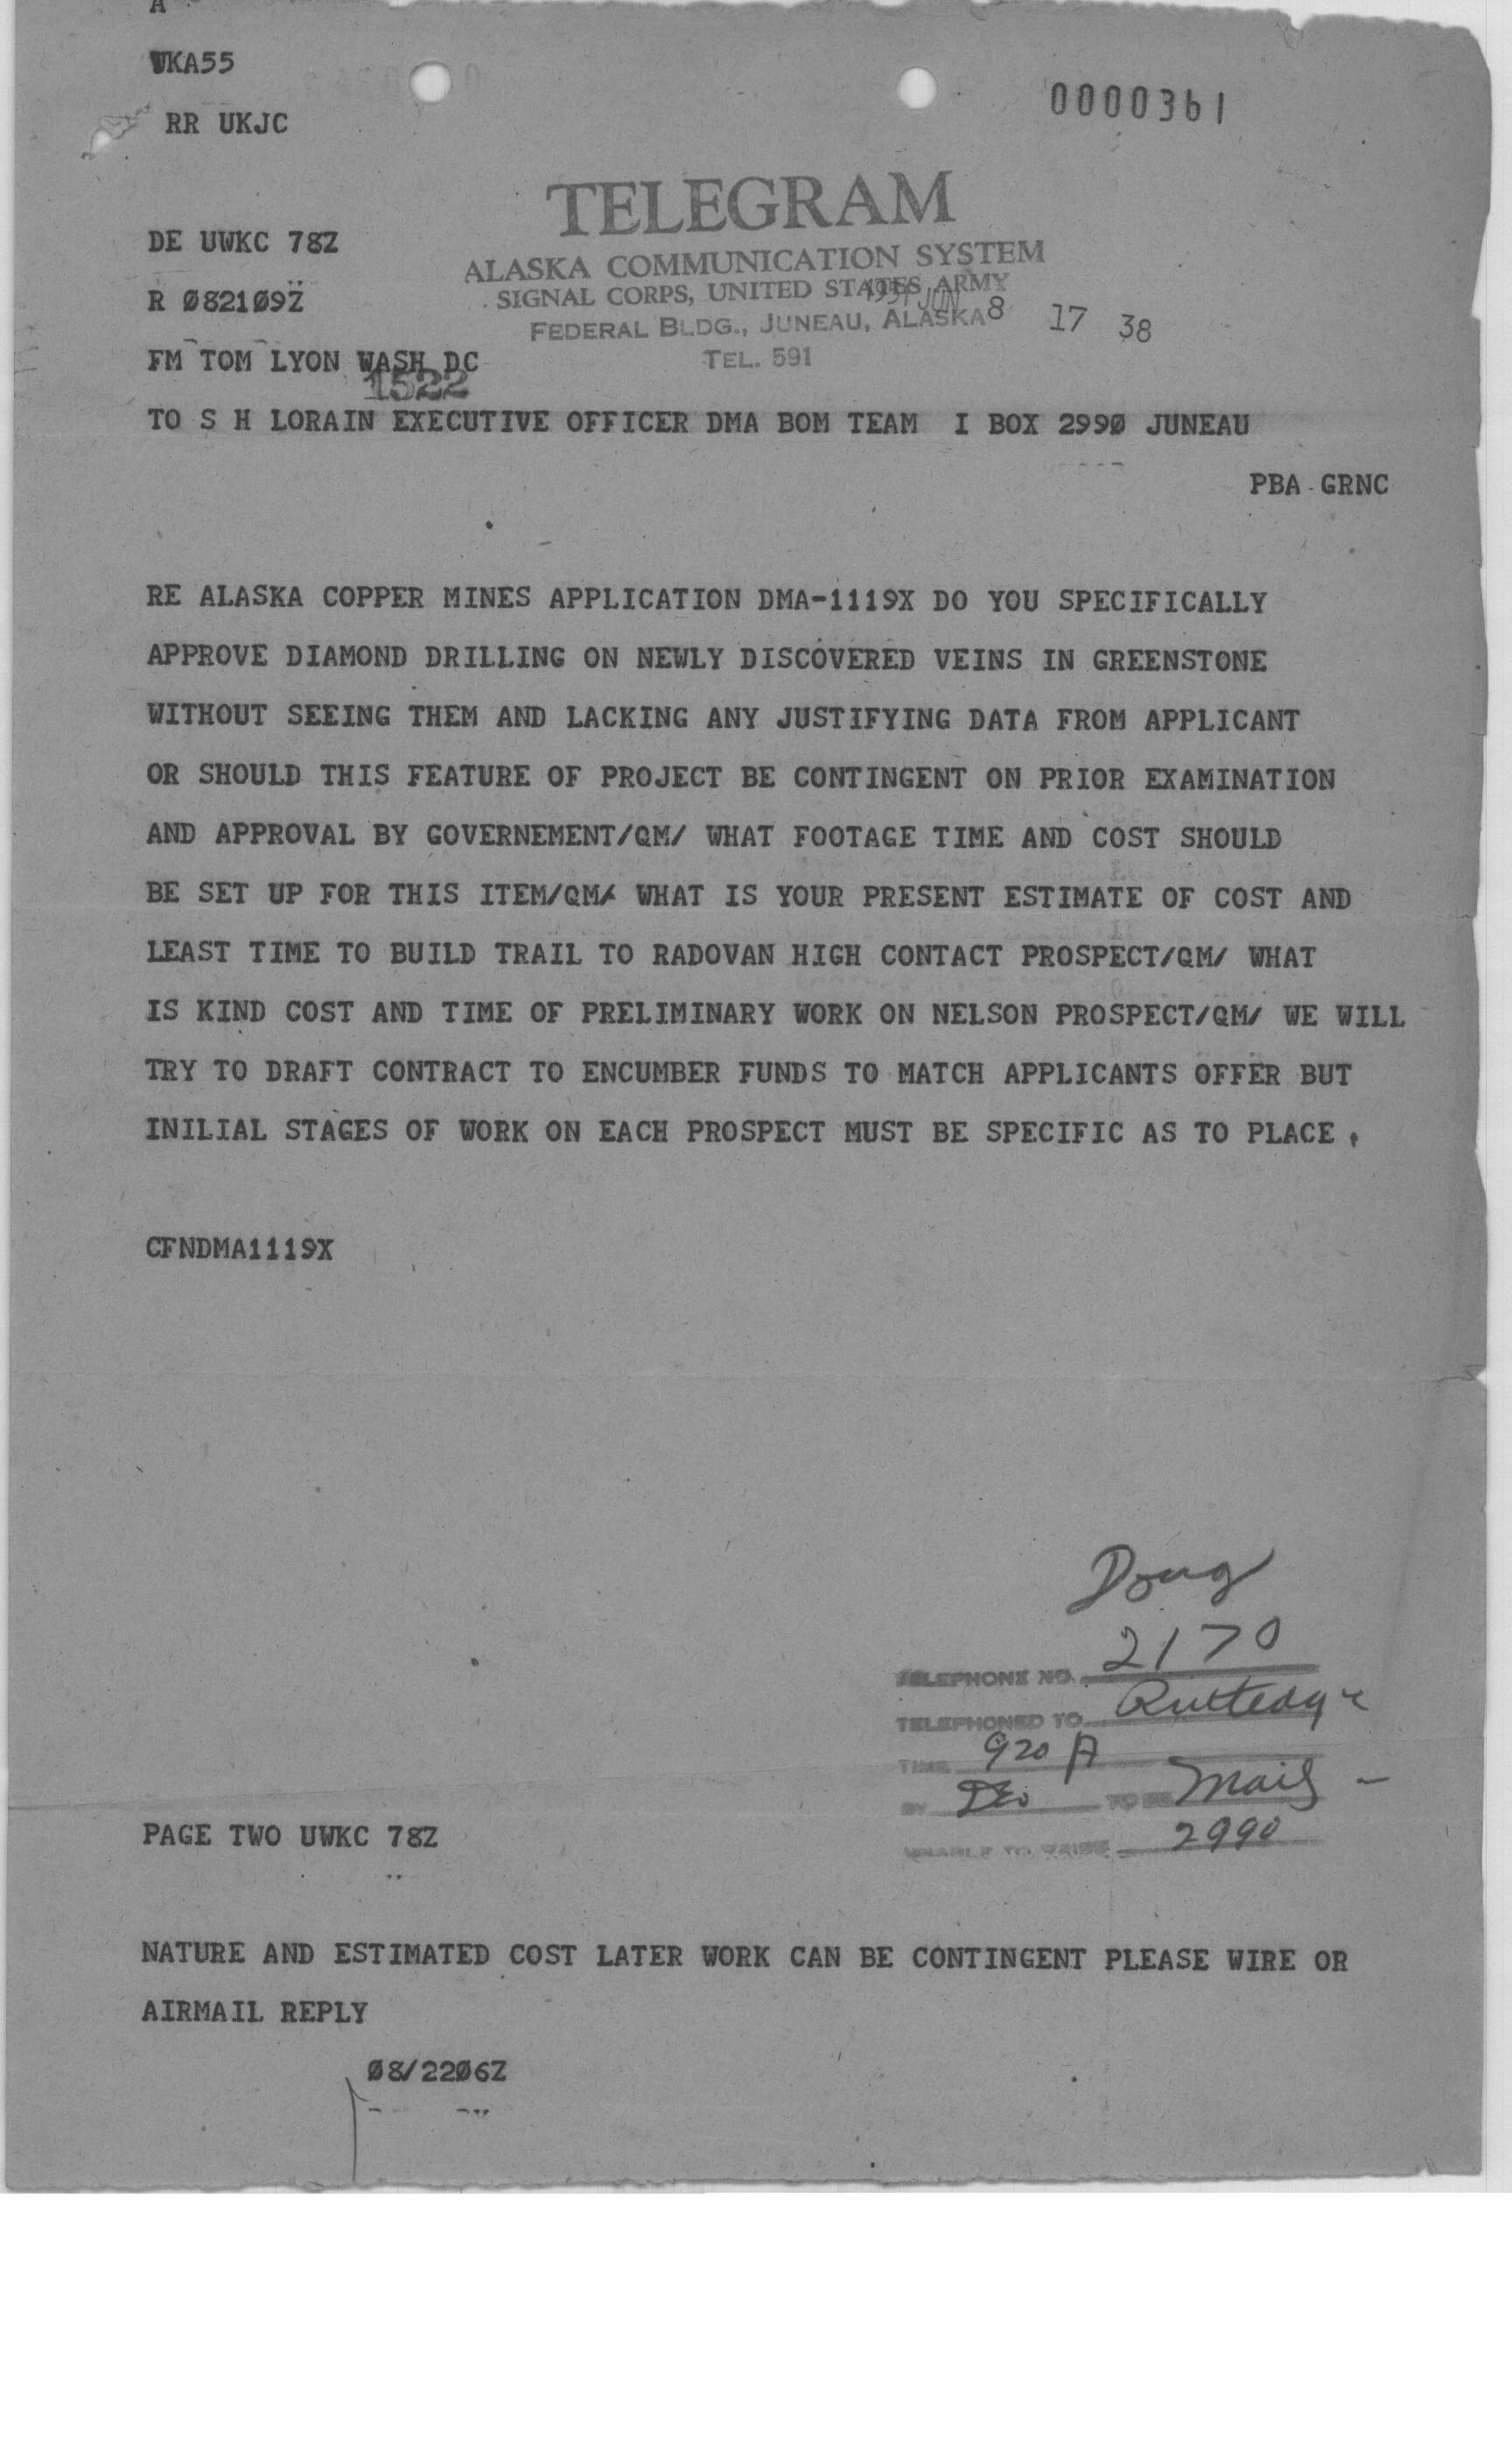 A
WKA55
RR UKJC
0000361
TELEGRAM
ALASKA COMMUNICATION SYSTEM
SIGNAL CORPS, UNITED STATES ARMY
FEDERAL BLDG., JUNEAU, ALASKA
TEL. 591
1951 JUN 8 17 38
DE UWKC 78Z
R 0821092
FM TOM LYON WASH DC
1522
TO S H LORAIN EXECUTIVE OFFICER DMA BOM TEAM I BOX 2990 JUNEAU
PBA GRNC
RE ALASKA COPPER MINES APPLICATION DMA-1119X DO YOU SPECIFICALLY
APPROVE DIAMOND DRILLING ON NEWLY DISCOVERED VEINS IN GREENSTONE
WITHOUT SEEING THEM AND LACKING ANY JUSTIFYING DATA FROM APPLICANT
OR SHOULD THIS FEATURE OF PROJECT BE CONTINGENT ON PRIOR EXAMINATION
AND APPROVAL BY GOVERNEMENT/QM/ WHAT FOOTAGE TIME AND COST SHOULD
BE SET UP FOR THIS ITEM/QM/ WHAT IS YOUR PRESENT ESTIMATE OF COST AND
LEAST TIME TO BUILD TRAIL TO RADOVAN HIGH CONTACT PROSPECT/QM/ WHAT
IS KIND COST AND TIME OF PRELIMINARY WORK ON NELSON PROSPECT/QM/ WE WILL
TRY TO DRAFT CONTRACT TO ENCUMBER FUNDS TO MATCH APPLICANTS OFFER BUT
INILIAL STAGES OF WORK ON EACH PROSPECT MUST BE SPECIFIC AS TO PLACE,
CFNDMA1119X
Doug
TELEPHONE NO. 2170
TELEPHONED TO Rutledge
TIME 920 A
BY TO BE Mail -
2990
PAGE TWO UWKC 78Z
NATURE AND ESTIMATED COST LATER WORK CAN BE CONTINGENT PLEASE WIRE OR
AIRMAIL REPLY
08/2206Z